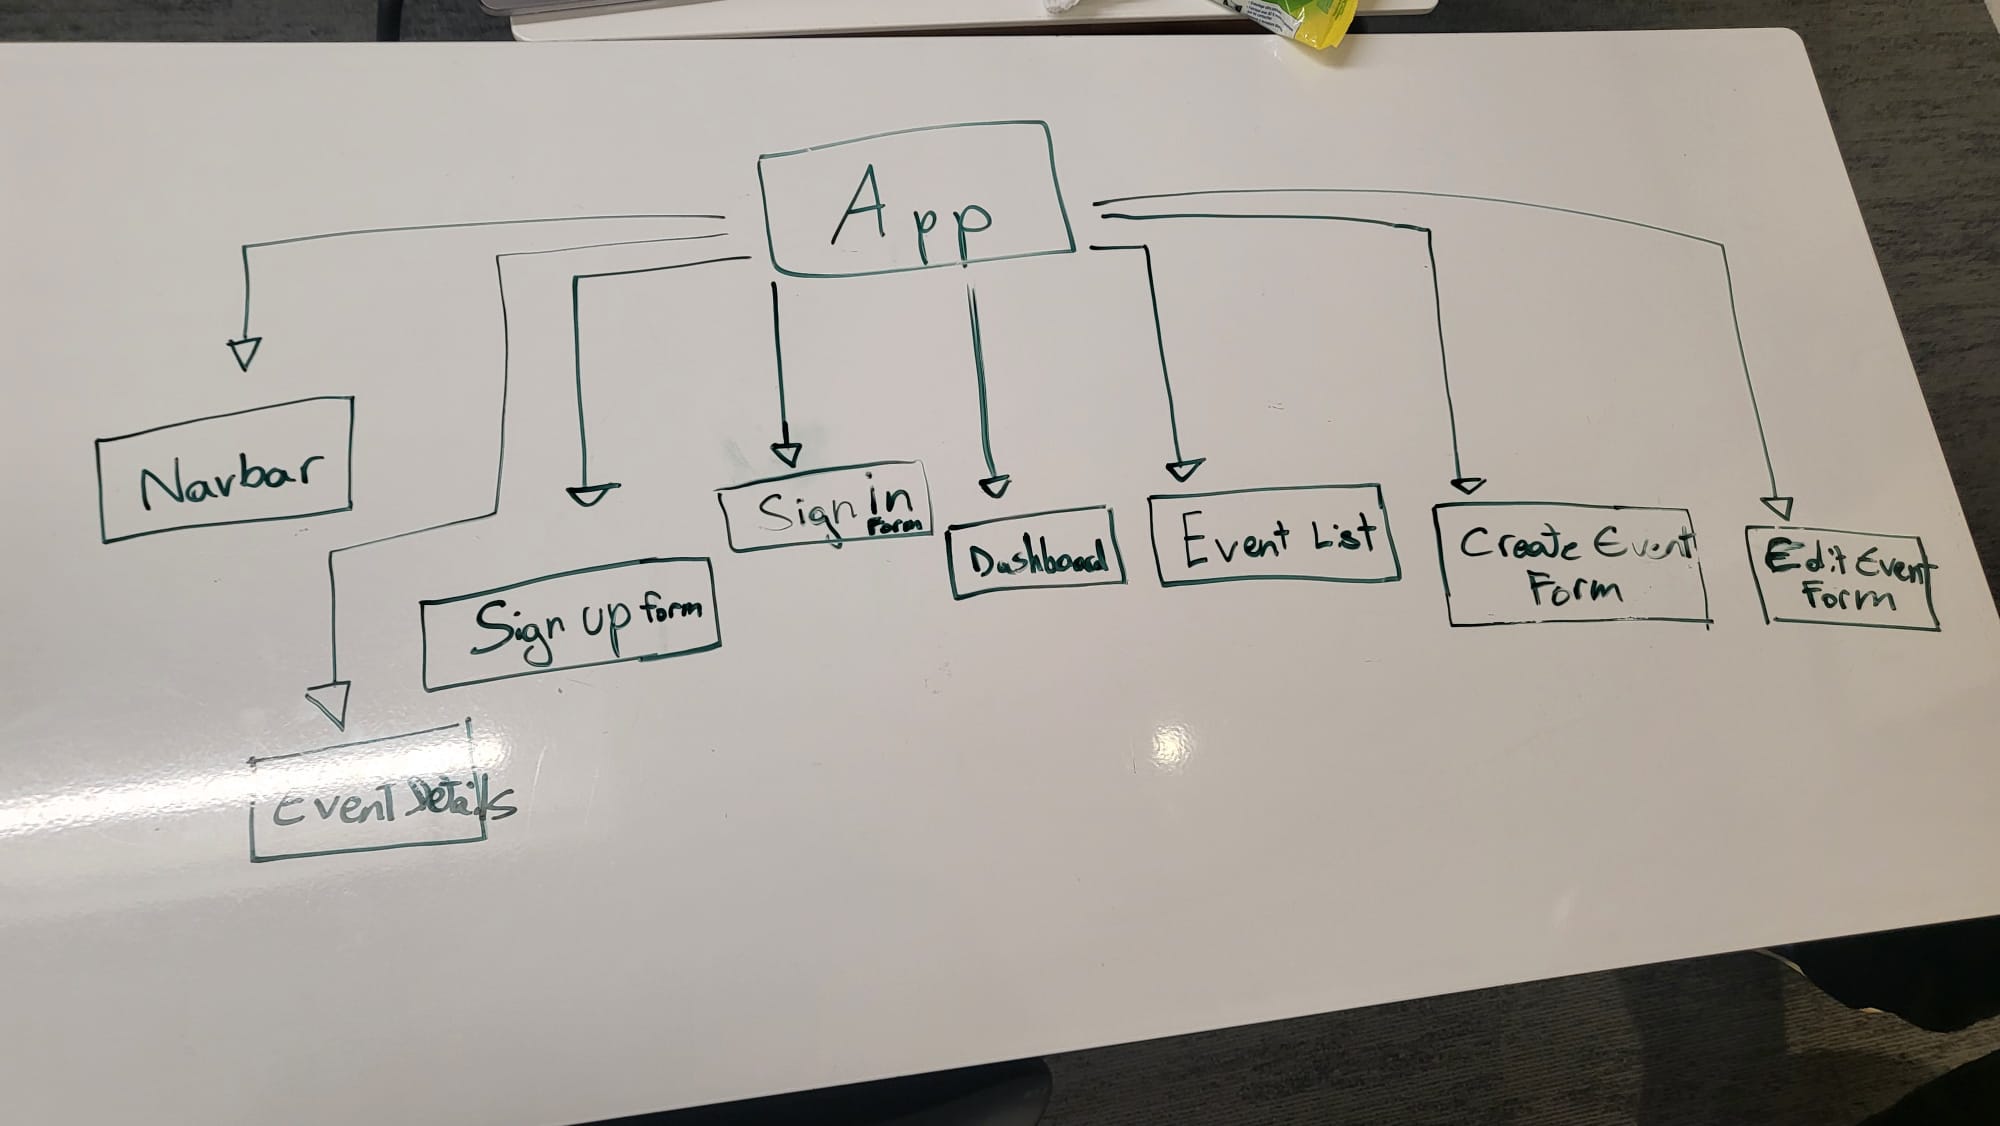 App
Navbar
Sign in
Form
Dashboard
Event List
Create Event
Form
Edit Event
Form
Sign up form
Event Details